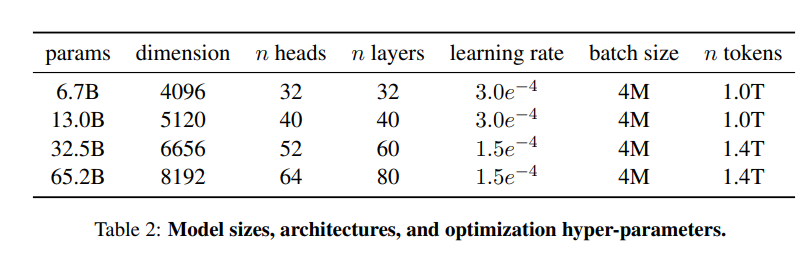 params dimension n heads n layers learning rate batch size n tokens
6.7B 4096 32 32 3.0e⁻⁴ 4M 1.0T
13.0B 5120 40 40 3.0e⁻⁴ 4M 1.0T
32.5B 6656 52 60 1.5e⁻⁴ 4M 1.4T
65.2B 8192 64 80 1.5e⁻⁴ 4M 1.4T
Table 2: Model sizes, architectures, and optimization hyper-parameters.